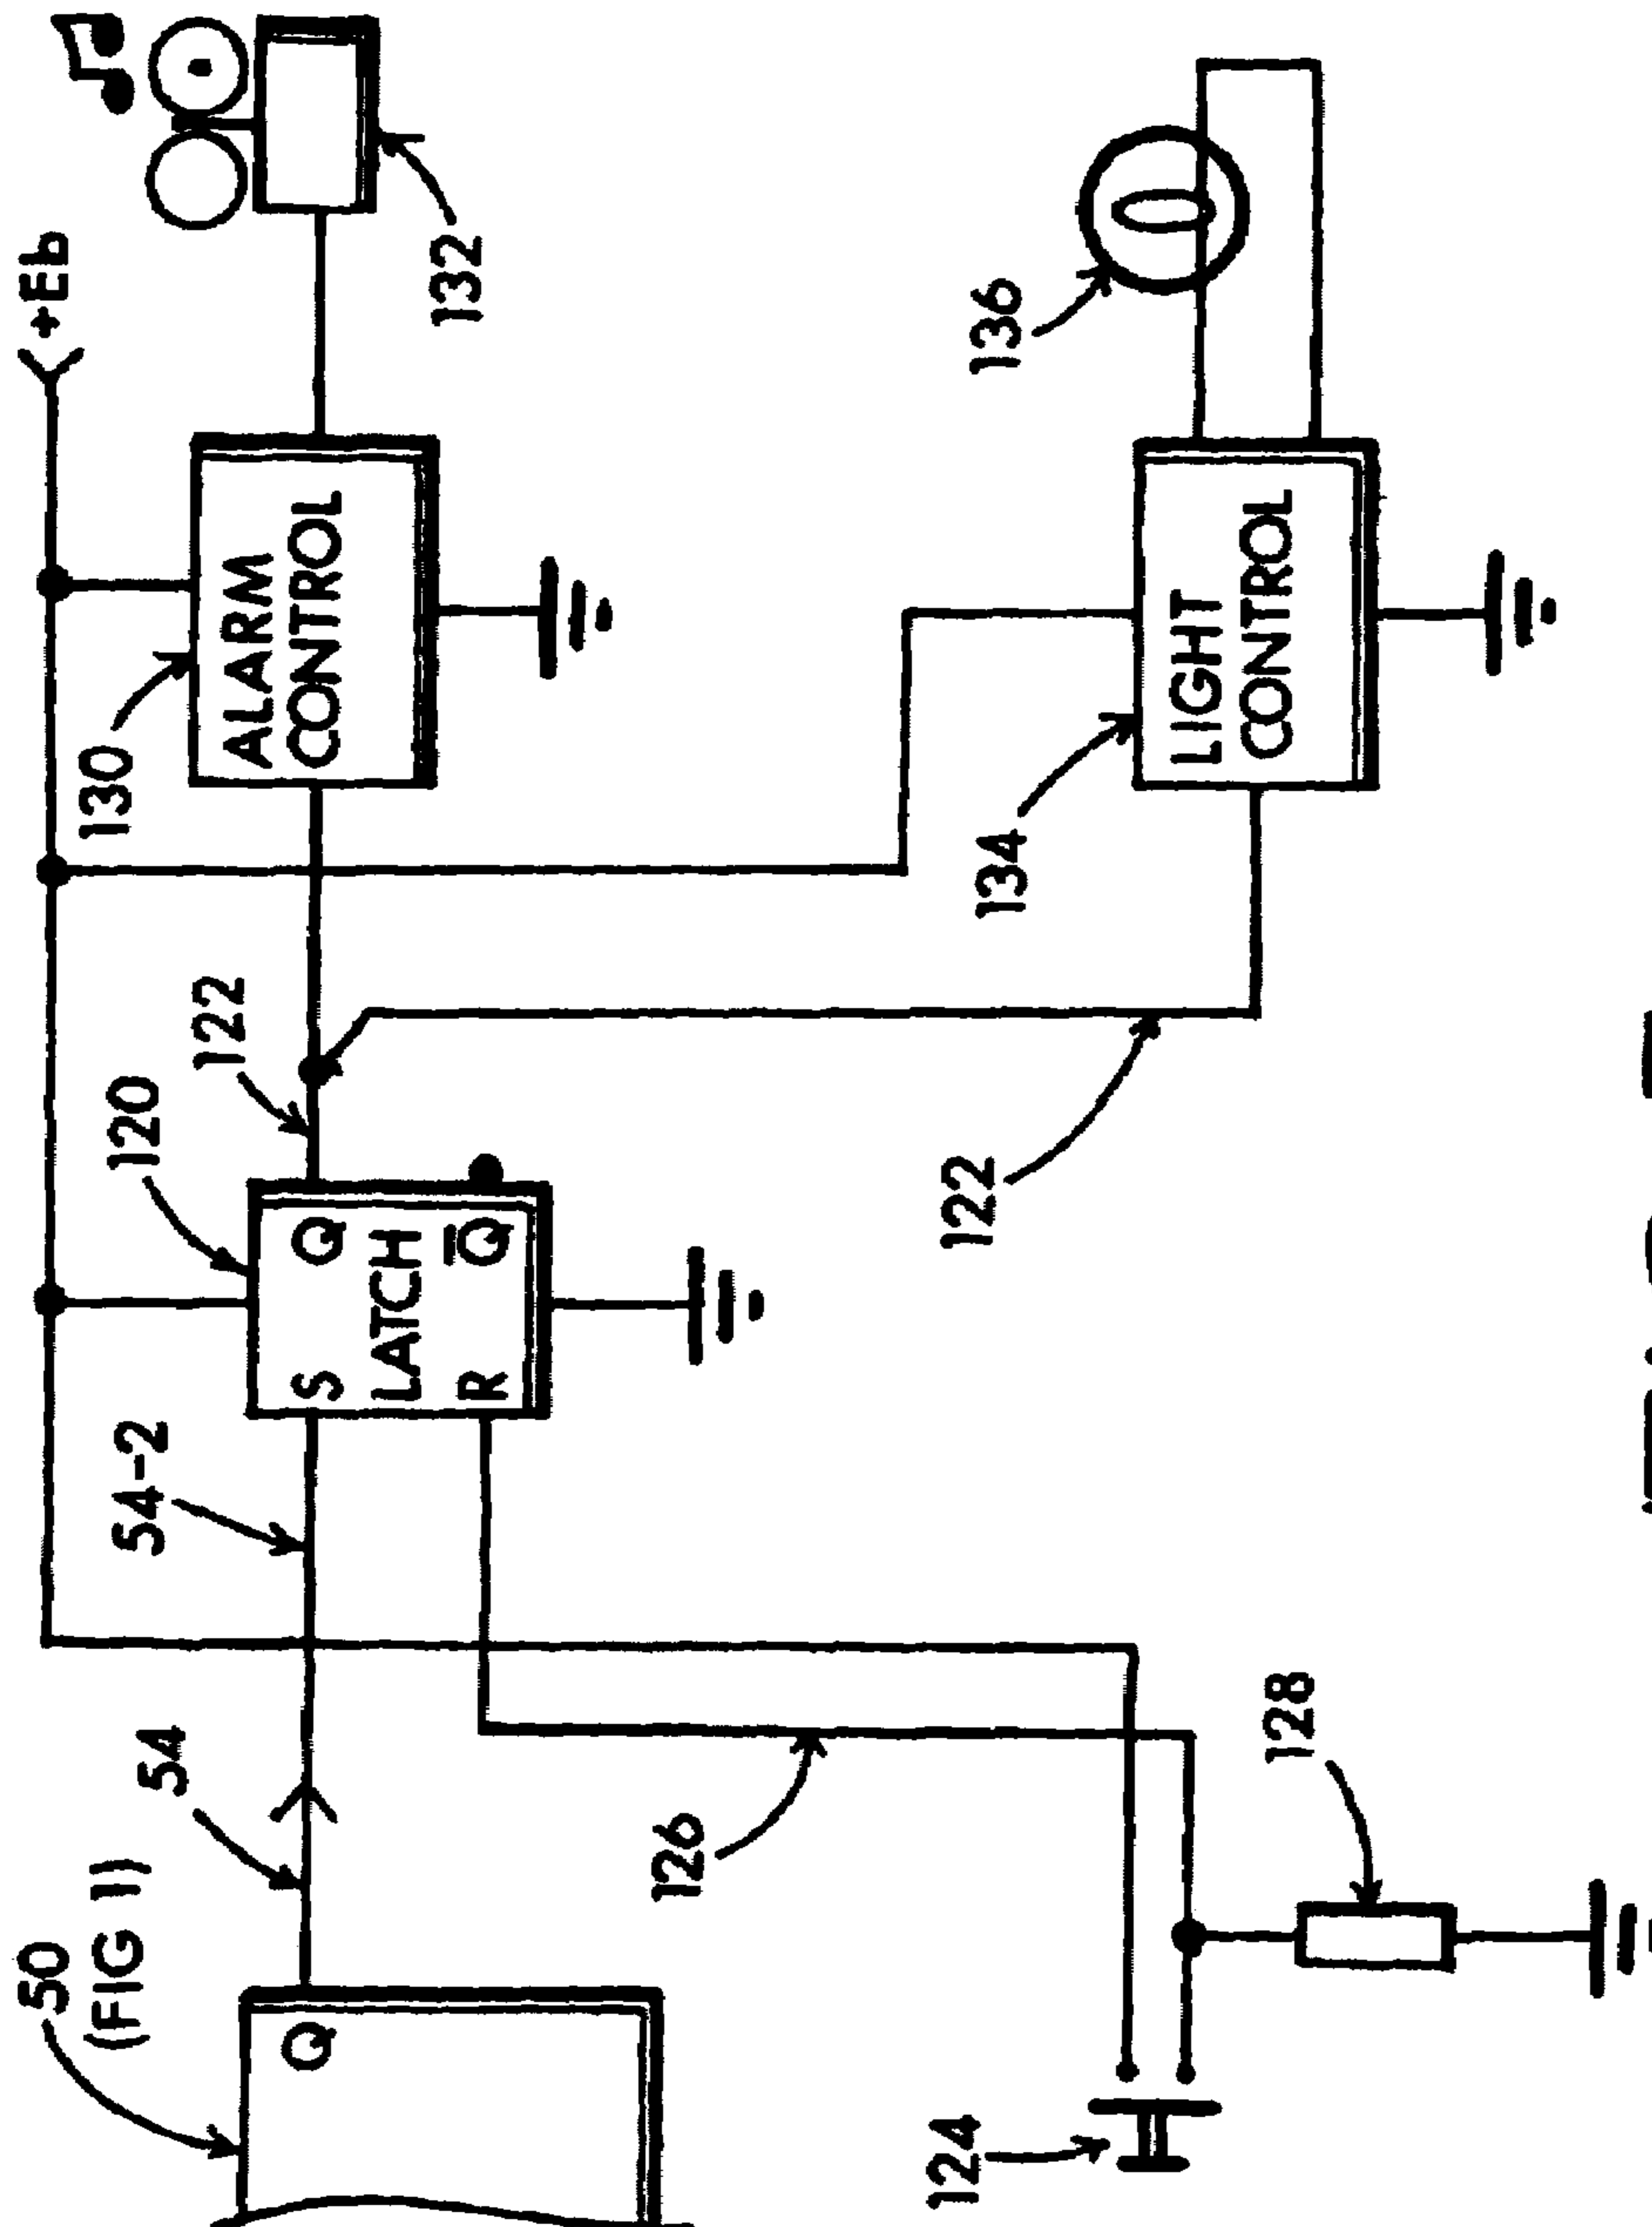 50
(FIG 1)
+Eb
54
54-2
120
122
130
ALARM
CONTROL
Q
S
Q
LATCH
R
Q̅
132
126
124
122
134
136
LIGHT
CONTROL
128